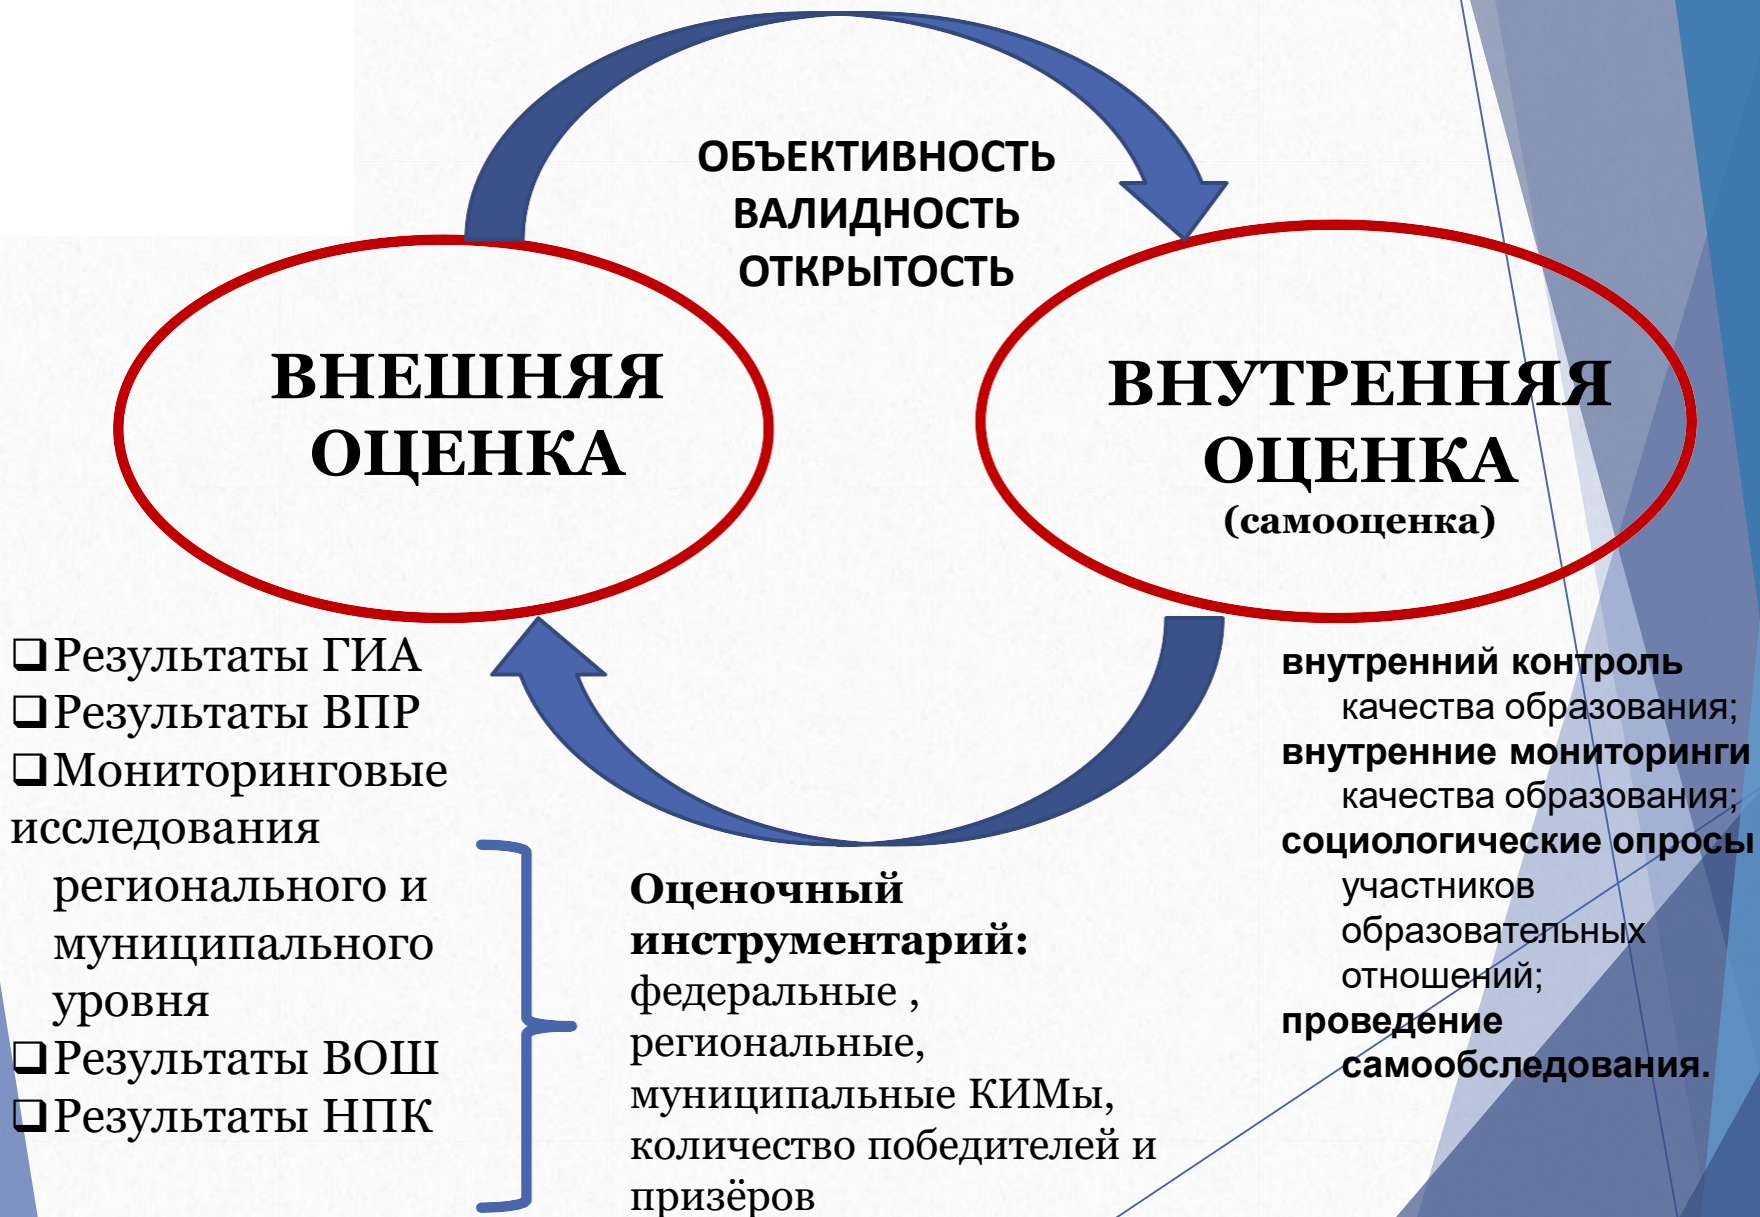 ОБЪЕКТИВНОСТЬ
ВАЛИДНОСТЬ
ОТКРЫТОСТЬ
ВНЕШНЯЯ
ОЦЕНКА
ВНУТРЕННЯЯ
ОЦЕНКА
(самооценка)
❑Результаты ГИА
❑Результаты ВПР
❑Мониторинговые
исследования
регионального и
муниципального
уровня
❑Результаты ВОШ
❑Результаты НПК
Оценочный
инструментарий:
федеральные ,
региональные,
муниципальные КИМы,
количество победителей и
призёров
внутренний контроль
качества образования;
внутренние мониторинги
качества образования;
социологические опросы
участников
образовательных
отношений;
проведение
самообследования.